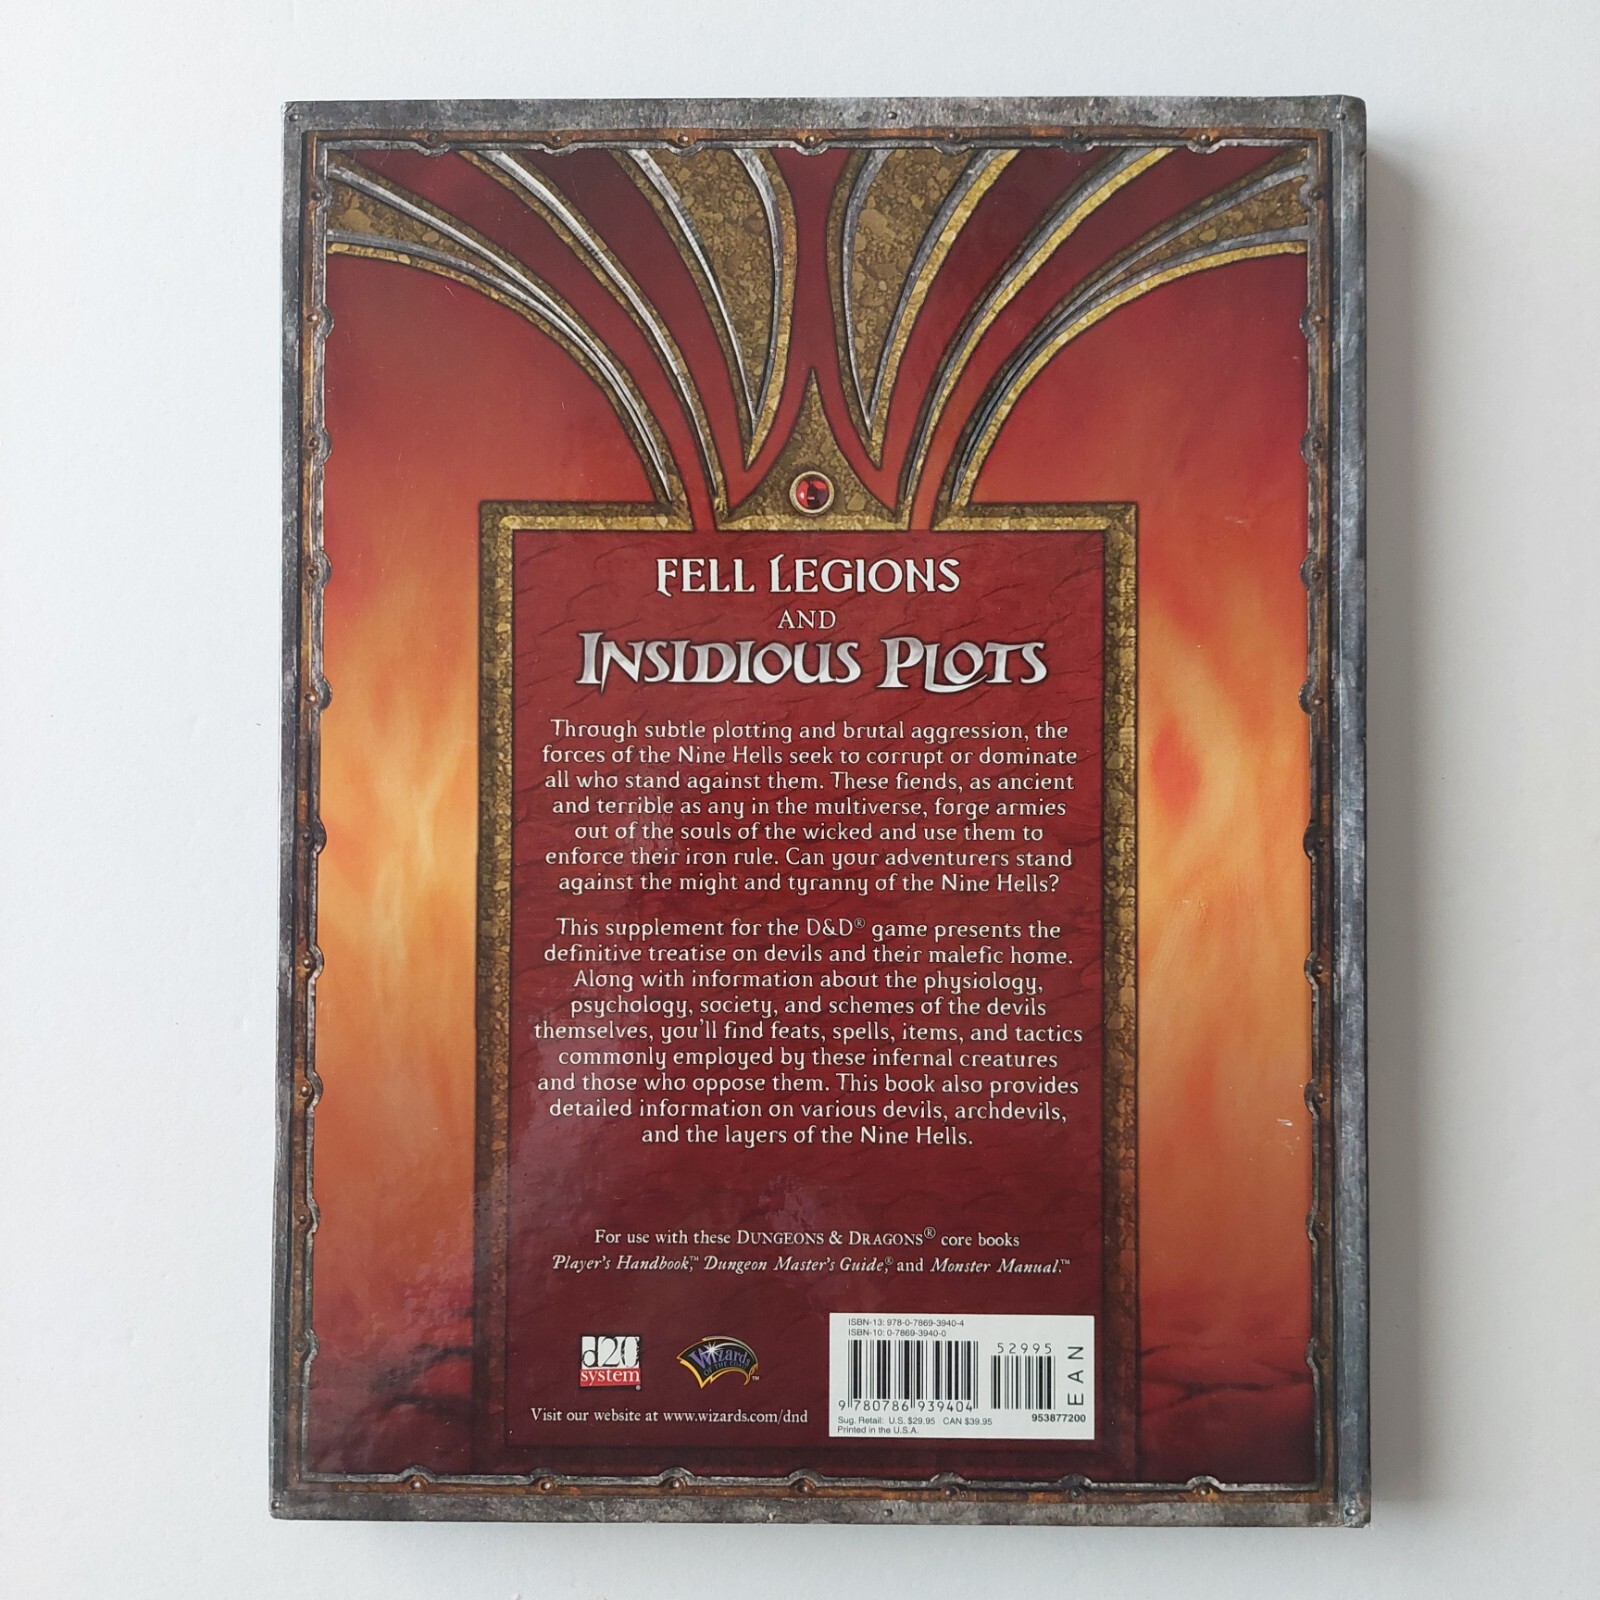 FELL LEGIONS
AND
INSIDIOUS PLOTS
Through subtle plotting and brutal aggression, the
forces of the Nine Hells seek to corrupt or dominate
all who stand against them. These fiends, as ancient
and terrible as any in the multiverse, forge armies
out of the souls of the wicked and use them to
enforce their iron rule. Can your adventurers stand
against the might and tyranny of the Nine Hells?
This supplement for the D&D® game presents the
definitive treatise on devils and their malefic home.
Along with information about the physiology,
psychology, society, and schemes of the devils
themselves, you'll find feats, spells, items, and tactics
commonly employed by these infernal creatures
and those who oppose them. This book also provides
detailed information on various devils, archdevils,
and the layers of the Nine Hells.
For use with these DUNGEONS & DRAGONS® core books
Player's Handbook,™ Dungeon Master's Guide,® and Monster Manual.™
d20
system®
Wizards
OF THE COAST™
Visit our website at www.wizards.com/dnd
ISBN-13: 978-0-7869-3940-4
ISBN-10: 0-7869-3940-0
52995
EAN
9 780786 939404
Sug. Retail: U.S. $29.95 CAN $39.95
953877200
Printed in the U.S.A.